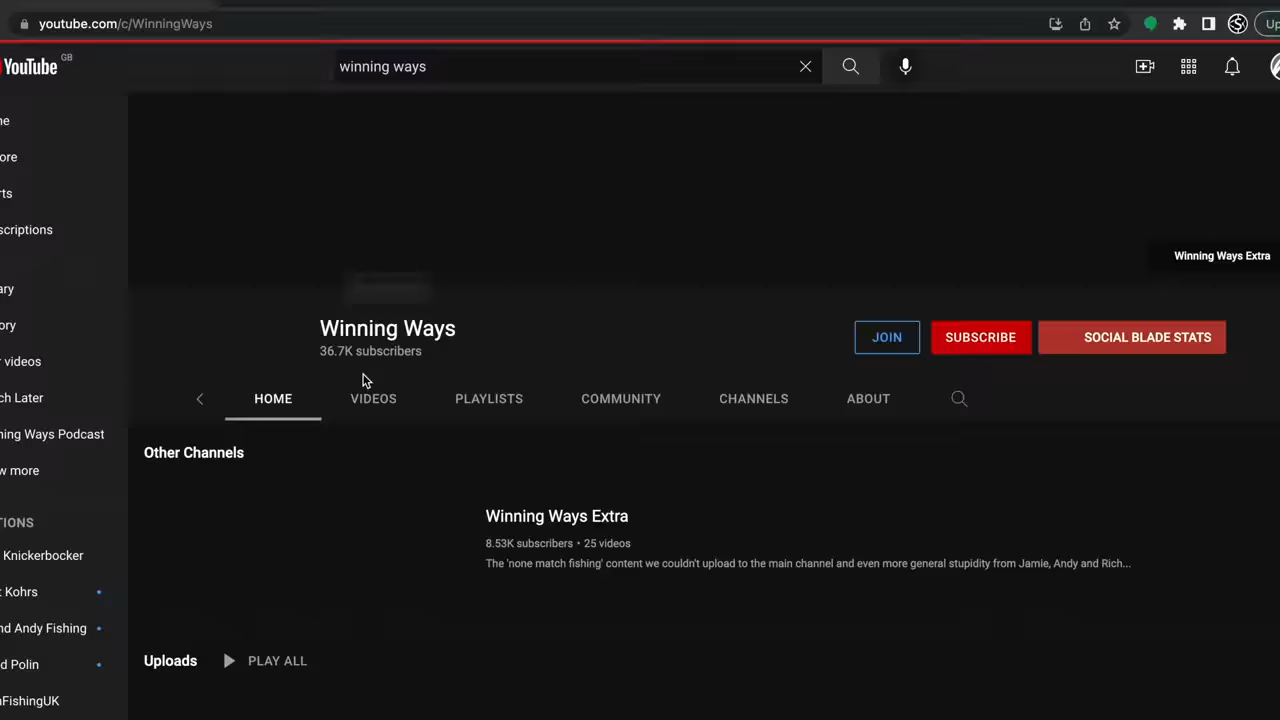 youtube.com/c/WinningWays
Up
YouTube GB
winning ways
ne
ore
rts
scriptions
ary
ory
r videos
ch Later
ning Ways Podcast
w more
TIONS
Knickerbocker
t Kohrs
nd Andy Fishing
d Polin
nFishingUK
Winning Ways Extra
Winning Ways
36.7K subscribers
JOIN
SUBSCRIBE
SOCIAL BLADE STATS
HOME
VIDEOS
PLAYLISTS
COMMUNITY
CHANNELS
ABOUT
Other Channels
Winning Ways Extra
8.53K subscribers • 25 videos
The 'none match fishing' content we couldn't upload to the main channel and even more general stupidity from Jamie, Andy and Rich...
Uploads
PLAY ALL